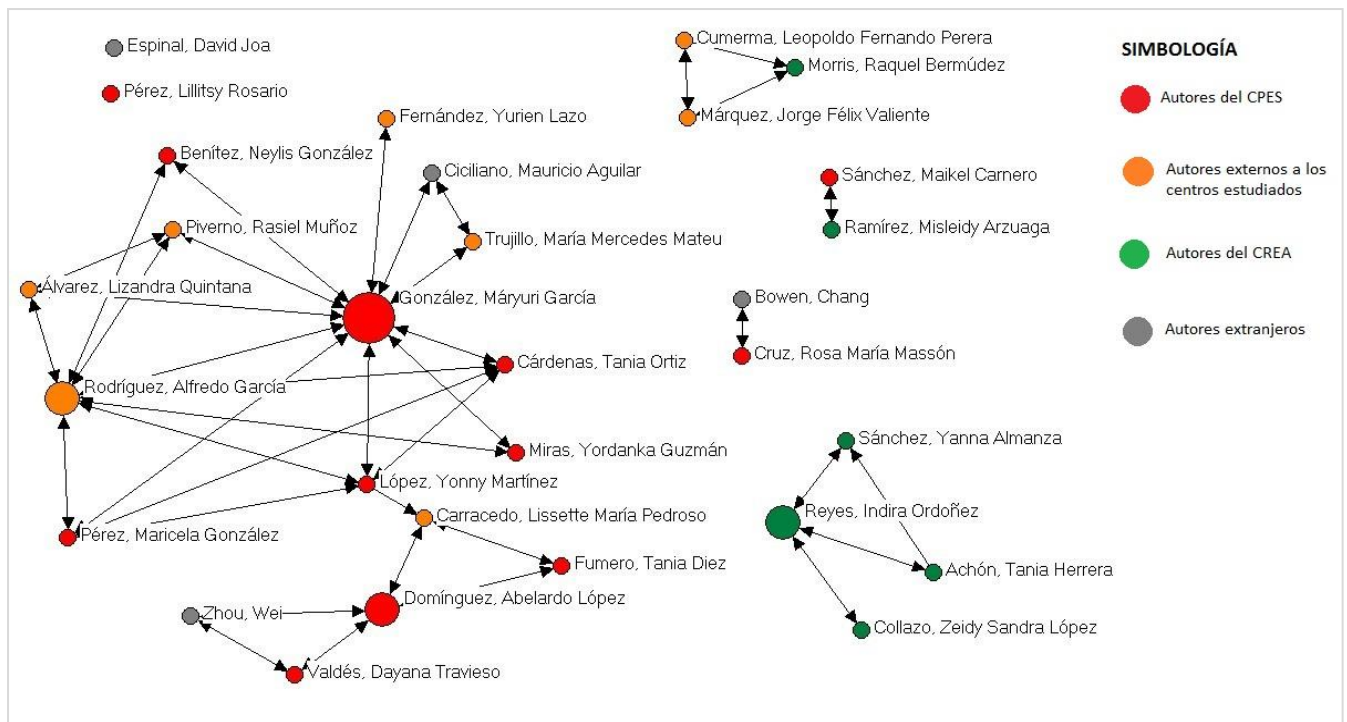 Espinal, David Joa
Pérez, Lillitsy Rosario
Benítez, Neylis González
Piverno, Rasiel Muñoz
Álvarez, Lizandra Quintana
Rodríguez, Alfredo García
Pérez, Maricela González
Fernández, Yurien Lazo
Ciciliano, Mauricio Aguilar
Trujillo, María Mercedes Mateu
González, Máryuri García
Cárdenas, Tania Ortiz
Miras, Yordanka Guzmán
López, Yonny Martínez
Carracedo, Lissette María Pedroso
Fumero, Tania Diez
Domínguez, Abelardo López
Zhou, Wei
Valdés, Dayana Travieso
Cumerma, Leopoldo Fernando Perera
Morris, Raquel Bermúdez
Márquez, Jorge Félix Valiente
Sánchez, Maikel Carnero
Ramírez, Misleidy Arzuaga
Bowen, Chang
Cruz, Rosa María Massón
Sánchez, Yanna Almanza
Reyes, Indira Ordoñez
Achón, Tania Herrera
Collazo, Zeidy Sandra López
SIMBOLOGÍA
Autores del CPES
Autores externos a los
centros estudiados
Autores del CREA
Autores extranjeros